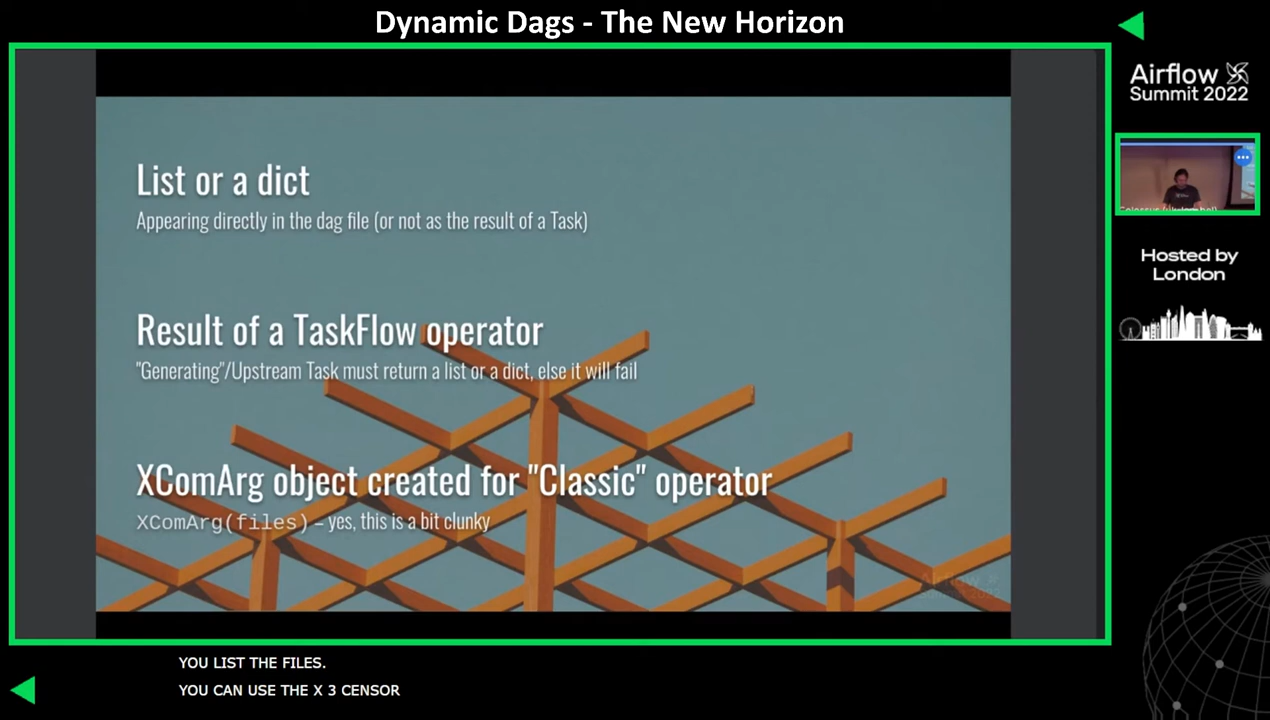 Dynamic Dags - The New Horizon
Airflow
Summit 2022
List or a dict
Appearing directly in the dag file (or not as the result of a Task)
Result of a TaskFlow operator
"Generating"/Upstream Task must return a list or a dict, else it will fail
XComArg object created for "Classic" operator
XComArg(files) – yes, this is a bit clunky
Airflow
Summit 2022
Hosted by
London
YOU LIST THE FILES.
YOU CAN USE THE X 3 CENSOR